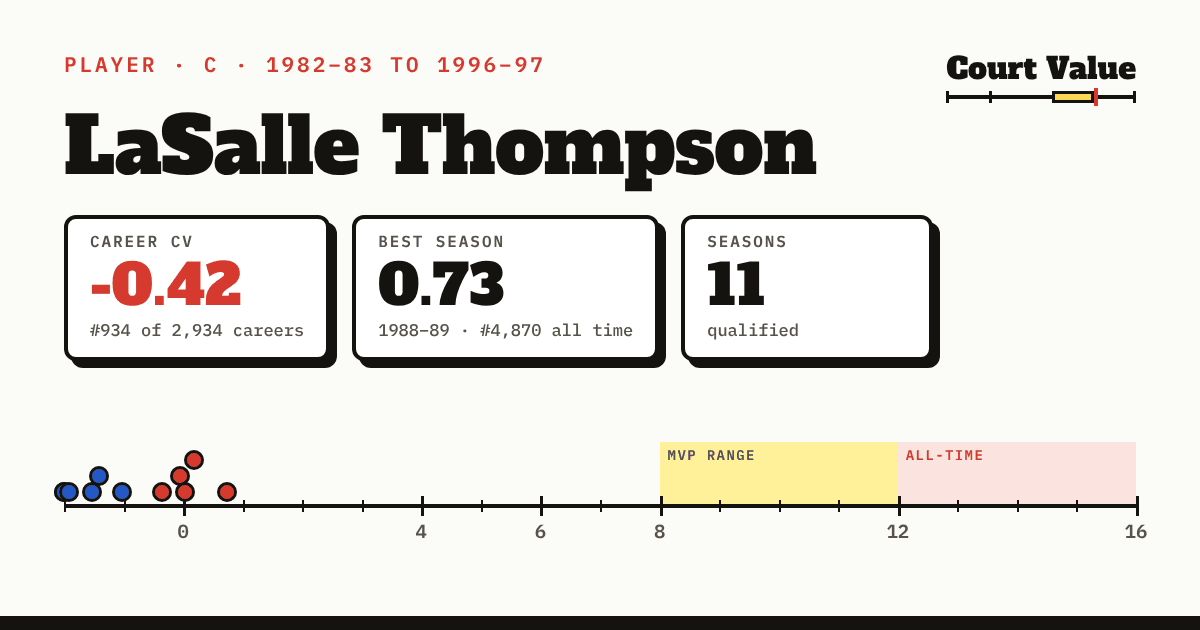 PLAYER · C · 1982–83 TO 1996–97
Court Value
LaSalle Thompson
CAREER CV
-0.42
#934 of 2,934 careers
BEST SEASON
0.73
1988–89 · #4,870 all time
SEASONS
11
qualified
MVP RANGE
ALL-TIME
0 4 6 8 12 16